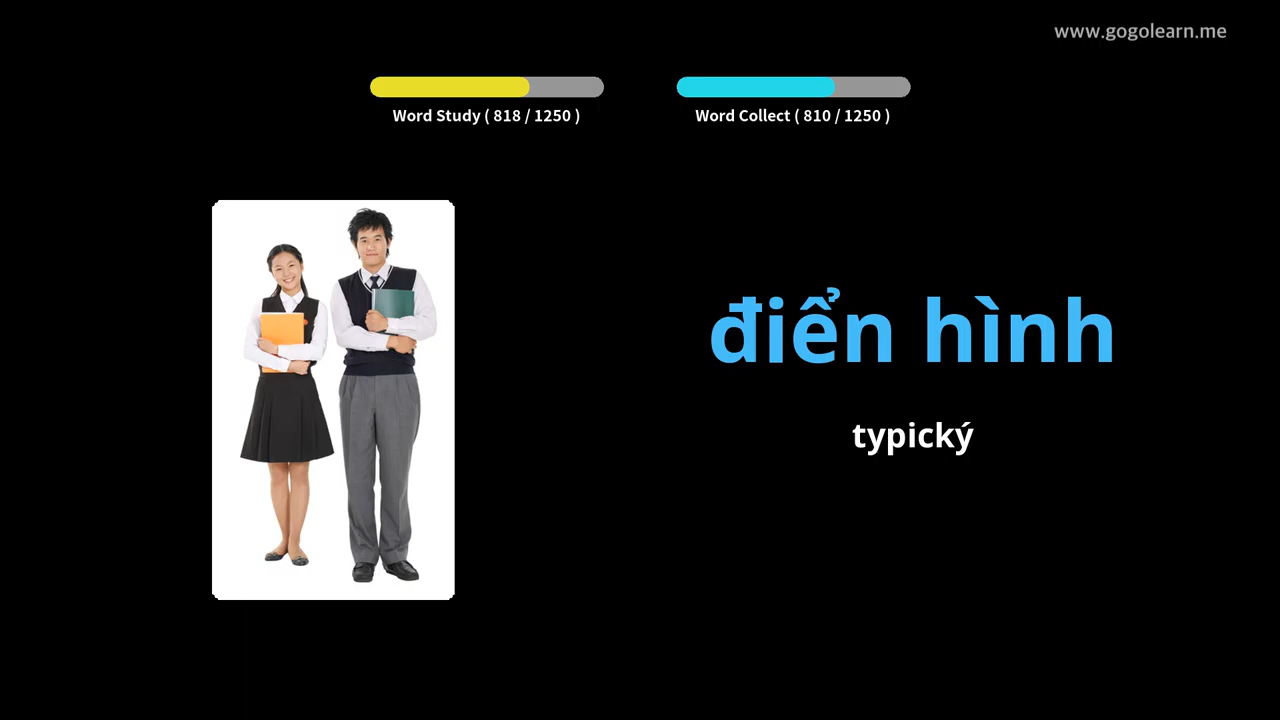 www.gogolearn.me
Word Study ( 818 / 1250 )
Word Collect ( 810 / 1250 )
điển hình
typický